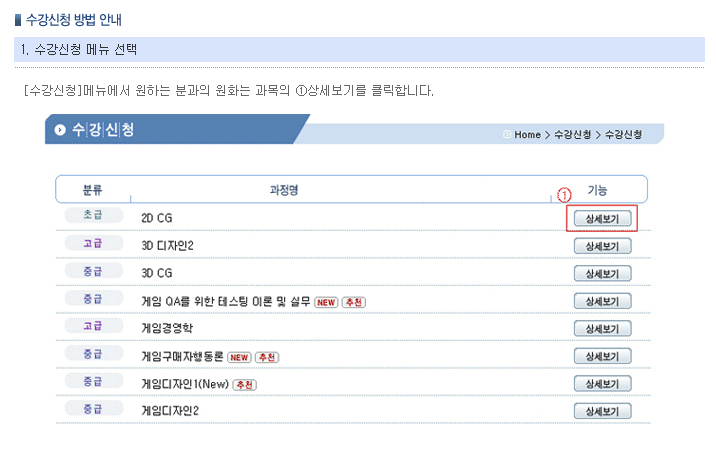 수강신청 방법 안내
1. 수강신청 메뉴 선택
[수강신청]메뉴에서 원하는 분과의 원화는 과목의 ①상세보기를 클릭합니다.
수|강|신|청
Home > 수강신청 > 수강신청
분류 과정명 기능
①
초급 2D CG 상세보기
고급 3D 디자인2 상세보기
중급 3D CG 상세보기
중급 게임 QA를 위한 테스팅 이론 및 실무 NEW 추천 상세보기
고급 게임경영학 상세보기
중급 게임구매자행동론 NEW 추천 상세보기
중급 게임디자인1(New) 추천 상세보기
중급 게임디자인2 상세보기